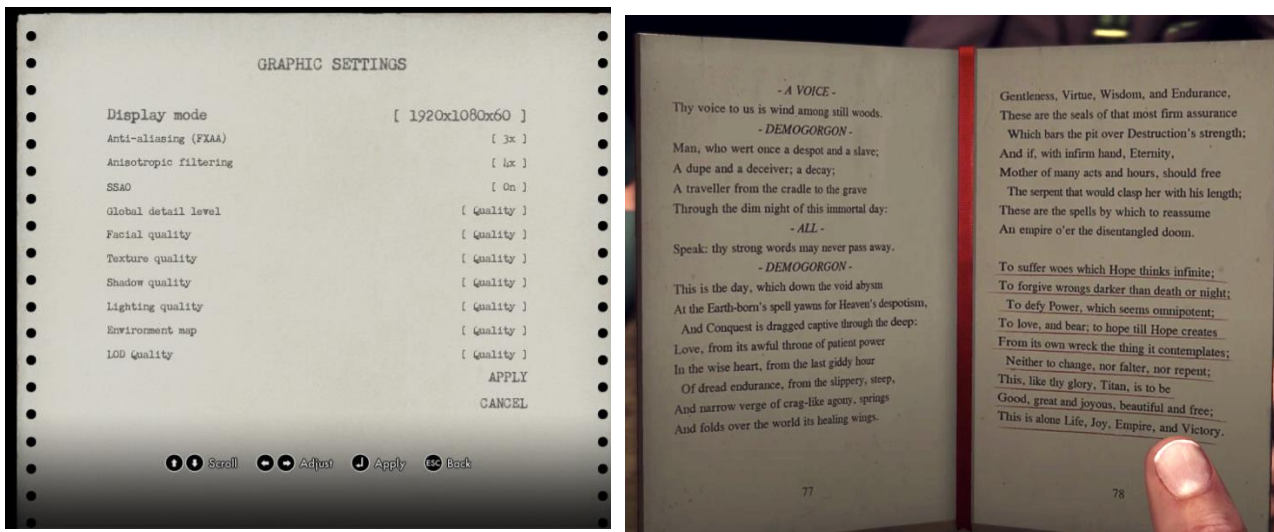 GRAPHIC SETTINGS
Display mode [ 1920x1080x60 ]
Anti-aliasing (FXAA) [ 3x ]
Anisotropic filtering [ 4x ]
SSAO [ On ]
Global detail level [ Quality ]
Facial quality [ Quality ]
Texture quality [ Quality ]
Shadow quality [ Quality ]
Lighting quality [ Quality ]
Environment map [ Quality ]
LOD Quality [ Quality ]
APPLY
CANCEL
Scroll Adjust Apply ESC Back
- A VOICE -
Thy voice to us is wind among still woods.
- DEMOGORGON -
Man, who wert once a despot and a slave;
A dupe and a deceiver; a decay;
A traveller from the cradle to the grave
Through the dim night of this immortal day:
- ALL -
Speak: thy strong words may never pass away.
- DEMOGORGON -
This is the day, which down the void abysm
At the Earth-born's spell yawns for Heaven's despotism,
And Conquest is dragged captive through the deep:
Love, from its awful throne of patient power
In the wise heart, from the last giddy hour
Of dread endurance, from the slippery, steep,
And narrow verge of crag-like agony, springs
And folds over the world its healing wings.
77
Gentleness, Virtue, Wisdom, and Endurance,
These are the seals of that most firm assurance
Which bars the pit over Destruction's strength;
And if, with infirm hand, Eternity,
Mother of many acts and hours, should free
The serpent that would clasp her with his length;
These are the spells by which to reassume
An empire o'er the disentangled doom.
To suffer woes which Hope thinks infinite;
To forgive wrongs darker than death or night;
To defy Power, which seems omnipotent;
To love, and bear; to hope till Hope creates
From its own wreck the thing it contemplates;
Neither to change, nor falter, nor repent;
This, like thy glory, Titan, is to be
Good, great and joyous, beautiful and free;
This is alone Life, Joy, Empire, and Victory.
78